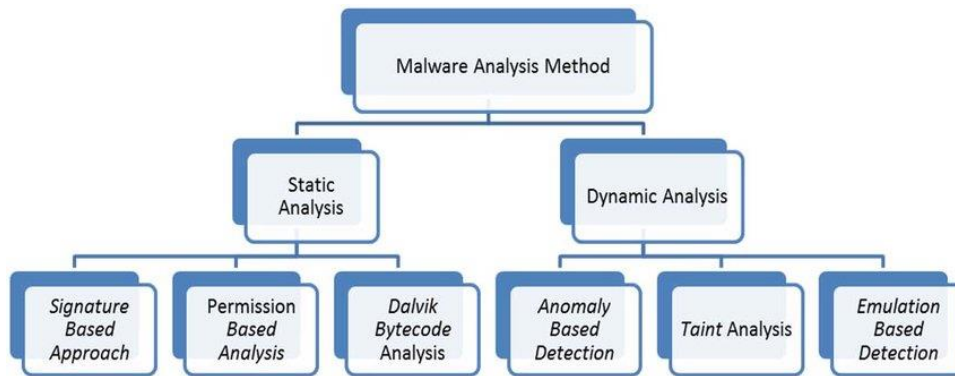 Malware Analysis Method
Static
Analysis
Dynamic Analysis
Signature
Based
Approach
Permission
Based
Analysis
Dalvik
Bytecode
Analysis
Anomaly
Based
Detection
Taint Analysis
Emulation
Based
Detection